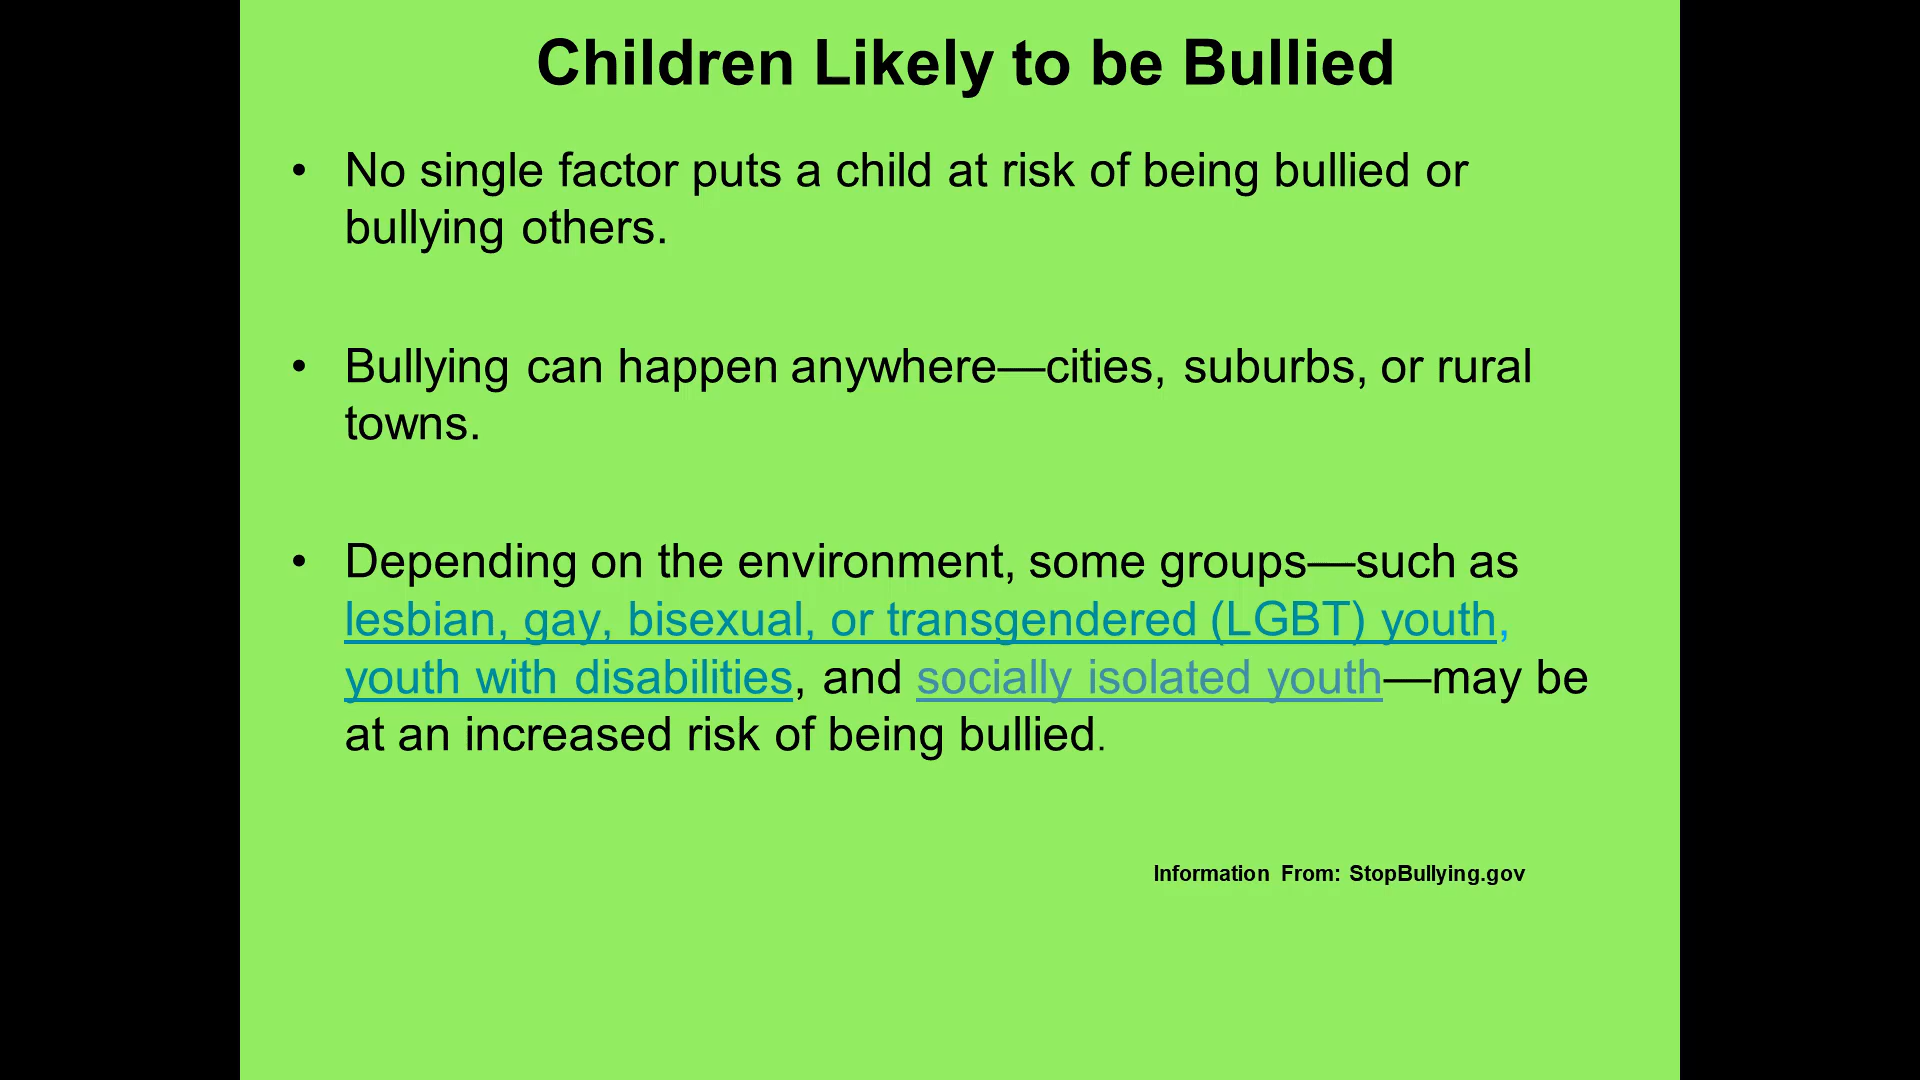 Children Likely to be Bullied
• No single factor puts a child at risk of being bullied or
bullying others.
• Bullying can happen anywhere—cities, suburbs, or rural
towns.
• Depending on the environment, some groups—such as
lesbian, gay, bisexual, or transgendered (LGBT) youth,
youth with disabilities, and socially isolated youth—may be
at an increased risk of being bullied.
Information From: StopBullying.gov